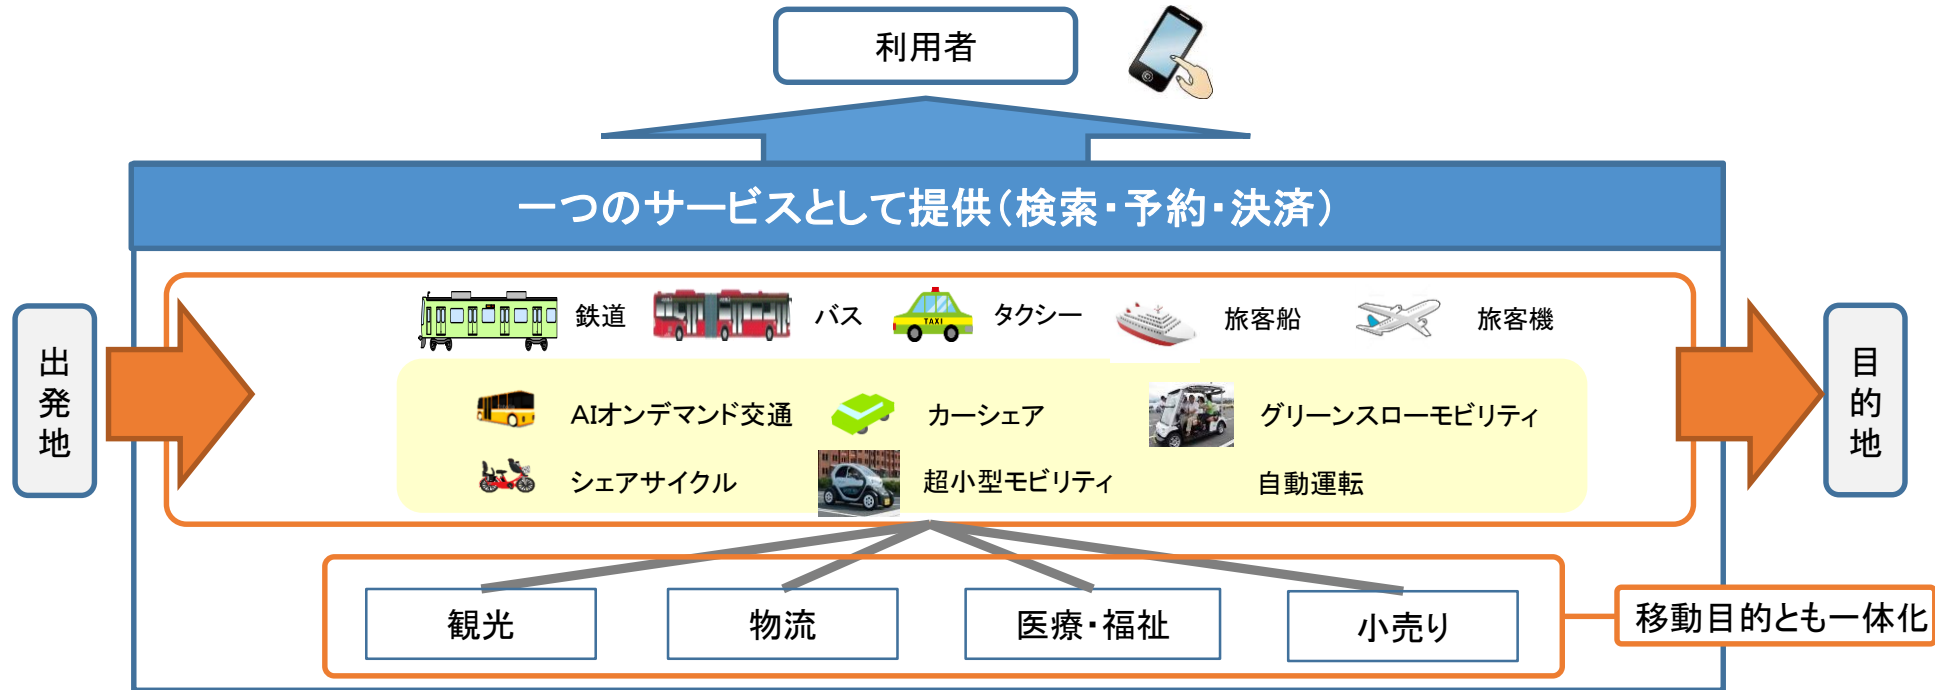 利用者
一つのサービスとして提供(検索・予約・決済)
出発地
鉄道
バス
TAXI
タクシー
旅客船
旅客機
AIオンデマンド交通
カーシェア
グリーンスローモビリティ
シェアサイクル
超小型モビリティ
自動運転
目的地
観光
物流
医療・福祉
小売り
移動目的とも一体化